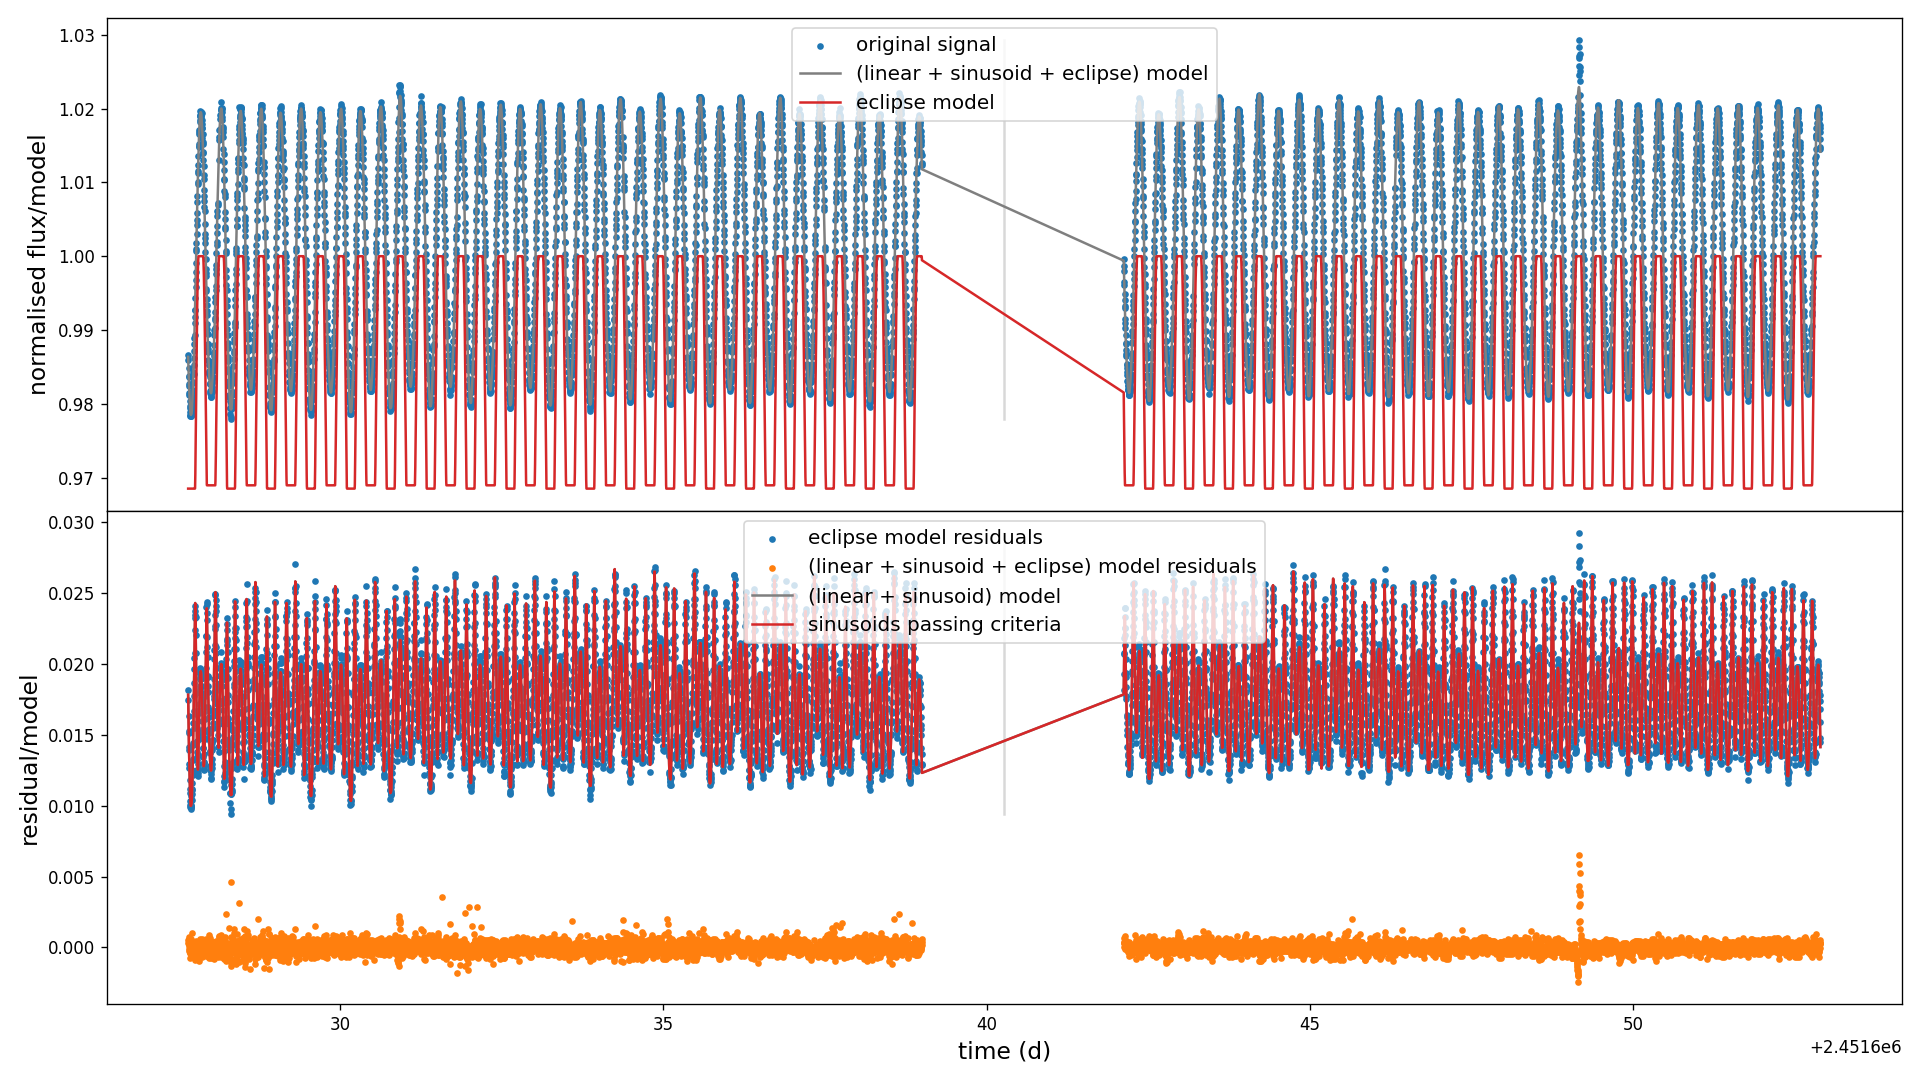 normalised flux/model
1.03
1.02
1.01
1.00
0.99
0.98
0.97
original signal
(linear + sinusoid + eclipse) model
eclipse model
residual/model
0.030
0.025
0.020
0.015
0.010
0.005
0.000
eclipse model residuals
(linear + sinusoid + eclipse) model residuals
(linear + sinusoid) model
sinusoids passing criteria
30
35
40
45
50
time (d)
+2.4516e6